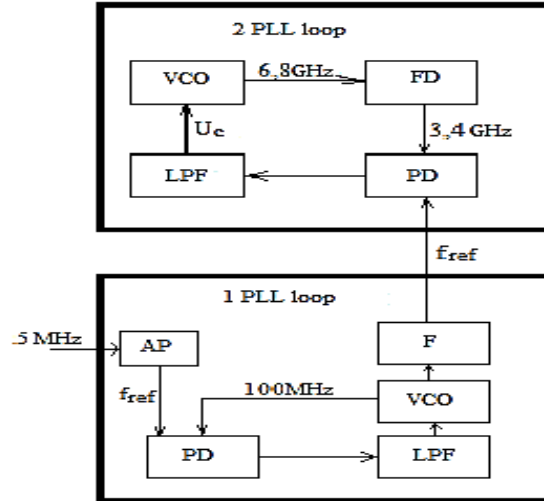 2 PLL loop
VCO
6,8GHz
FD
Uc
3,4 GHz
LPF
PD
fref
1 PLL loop
5 MHz
AP
F
fref
100MHz
VCO
PD
LPF